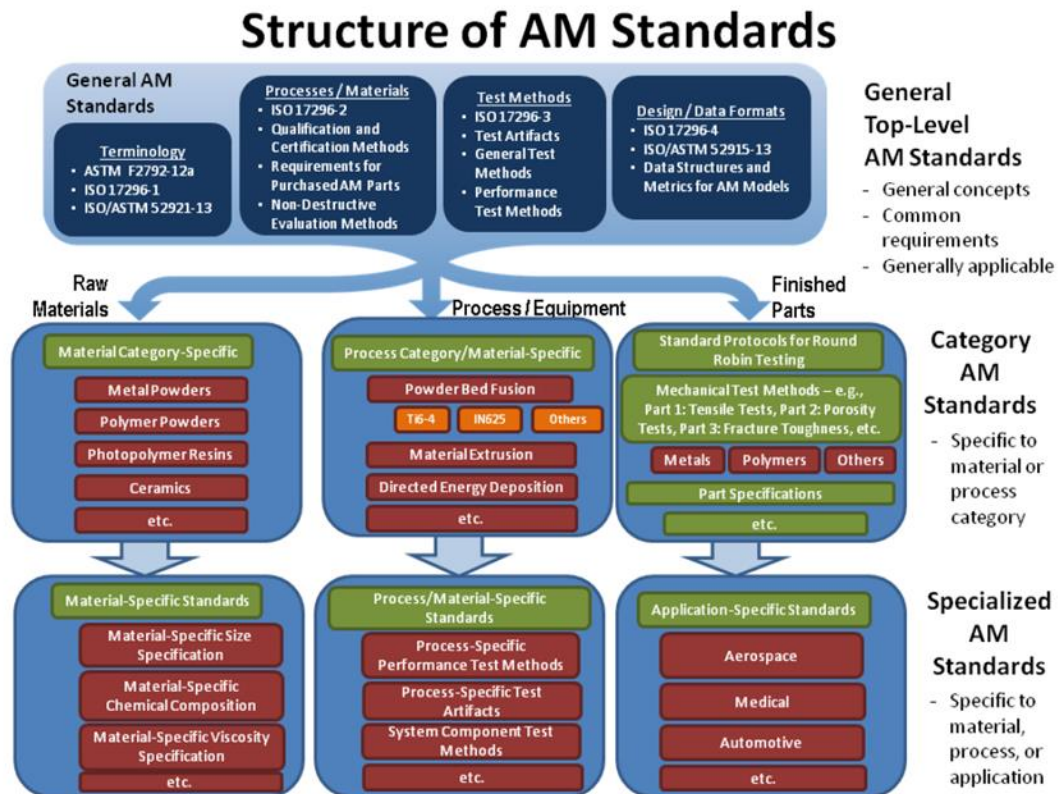 Structure of AM Standards
General AM
Standards
Terminology
• ASTM F2792-12a
• ISO 17296-1
• ISO/ASTM 52921-13
Processes / Materials
• ISO 17296-2
• Qualification and
Certification Methods
• Requirements for
Purchased AM Parts
• Non-Destructive
Evaluation Methods
Test Methods
• ISO 17296-3
• Test Artifacts
• General Test
Methods
• Performance
Test Methods
Design / Data Formats
• ISO 17296-4
• ISO/ASTM 52915-13
• Data Structures and
Metrics for AM Models
General
Top-Level
AM Standards
- General concepts
- Common
requirements
- Generally applicable
Raw
Materials
Process / Equipment
Finished
Parts
Material Category-Specific
Metal Powders
Polymer Powders
Photopolymer Resins
Ceramics
etc.
Process Category/Material-Specific
Powder Bed Fusion
Ti6-4
IN625
Others
Material Extrusion
Directed Energy Deposition
etc.
Standard Protocols for Round
Robin Testing
Mechanical Test Methods – e.g.,
Part 1: Tensile Tests, Part 2: Porosity
Tests, Part 3: Fracture Toughness, etc.
Metals
Polymers
Others
Part Specifications
etc.
Category
AM
Standards
- Specific to
material or
process
category
Material-Specific Standards
Material-Specific Size
Specification
Material-Specific
Chemical Composition
Material-Specific Viscosity
Specification
etc.
Process/Material-Specific
Standards
Process-Specific
Performance Test Methods
Process-Specific Test
Artifacts
System Component Test
Methods
etc.
Application-Specific Standards
Aerospace
Medical
Automotive
etc.
Specialized
AM
Standards
- Specific to
material,
process, or
application